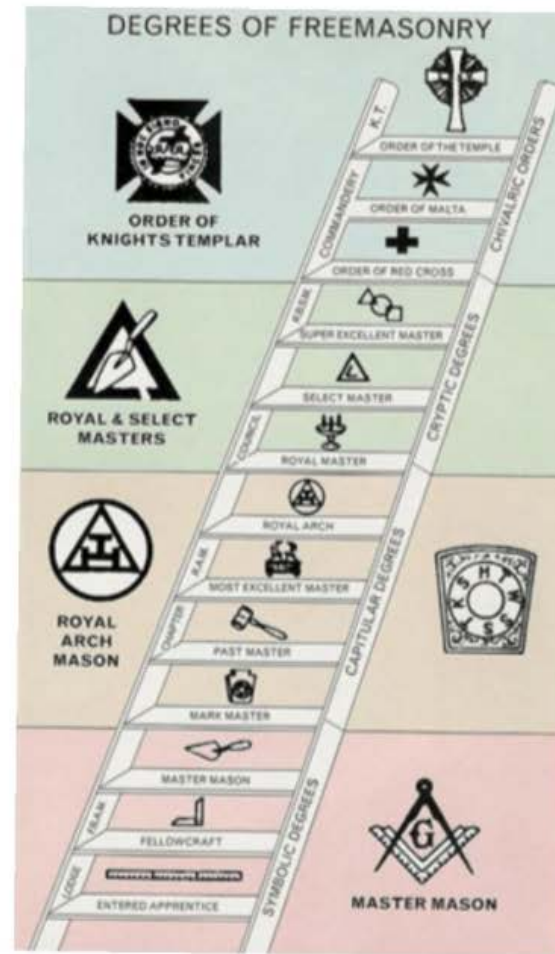 DEGREES OF FREEMASONRY
K.T.
ORDER OF THE TEMPLE
CHIVALRIC ORDERS
ORDER OF
KNIGHTS TEMPLAR
COMMANDERY
ORDER OF MALTA
ORDER OF RED CROSS
SUPER EXCELLENT MASTER
CRYPTIC DEGREES
ROYAL & SELECT
MASTERS
SELECT MASTER
COUNCIL
ROYAL MASTER
ROYAL ARCH
R.A.M.
MOST EXCELLENT MASTER
CAPITULAR DEGREES
ROYAL
ARCH
MASON
CHAPTER
PAST MASTER
H T W S S T K S
MARK MASTER
MASTER MASON
SYMBOLIC DEGREES
FELLOWCRAFT
G
MASTER MASON
LODGE
ENTERED APPRENTICE